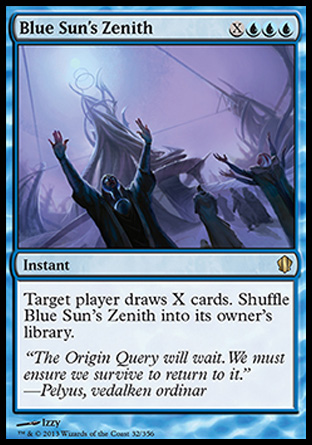 Blue Sun's Zenith X
Instant
Target player draws X cards. Shuffle
Blue Sun's Zenith into its owner's
library.
“The Origin Query will wait. We must
ensure we survive to return to it.”
—Pelyus, vedalken ordinar
Izzy
™ & © 2013 Wizards of the Coast 32/356